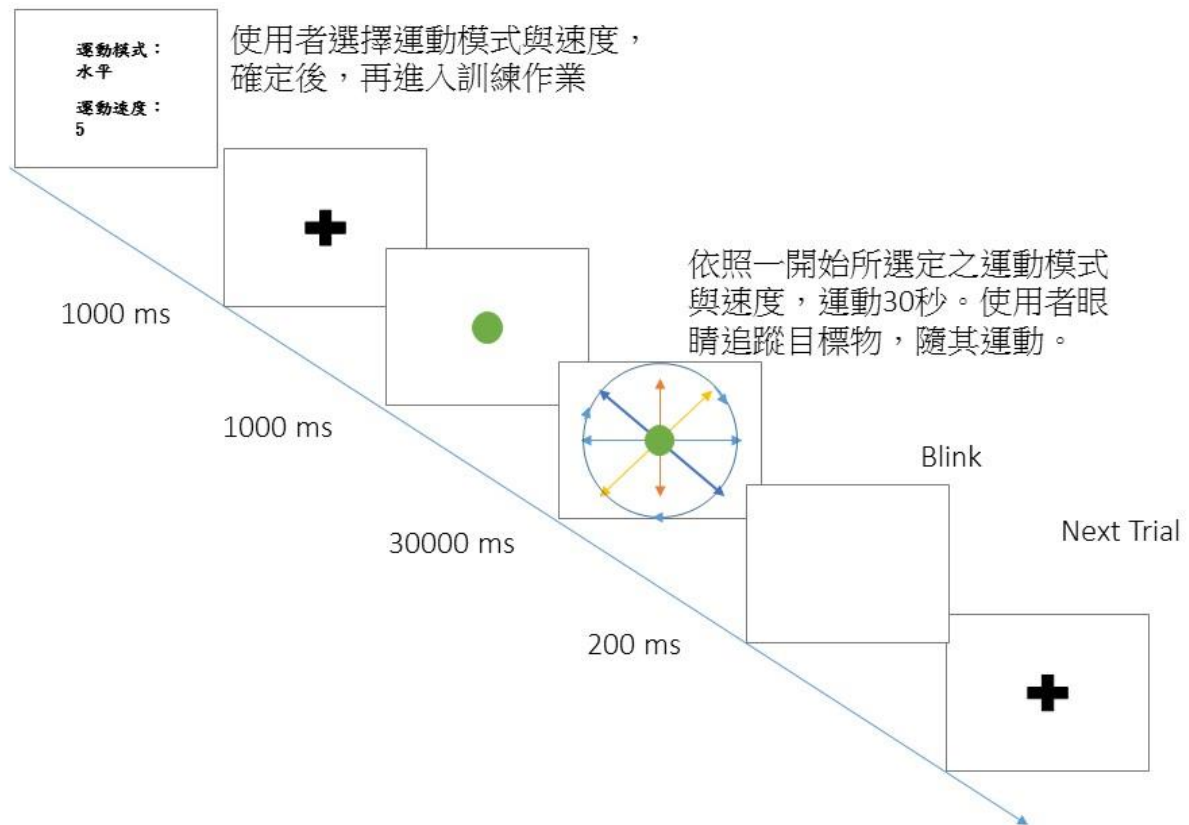 運動模式：
水平
運動速度：
5
使用者選擇運動模式與速度，
確定後，再進入訓練作業
依照一開始所選定之運動模式
與速度，運動30秒。使用者眼
睛追蹤目標物，隨其運動。
1000 ms
1000 ms
30000 ms
200 ms
Blink
Next Trial